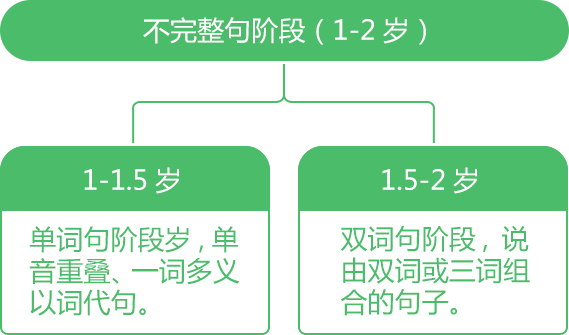 不完整句阶段（1-2 岁）
1-1.5 岁
单词句阶段岁，单
音重叠、一词多义
以词代句。
1.5-2 岁
双词句阶段，说
由双词或三词组
合的句子。